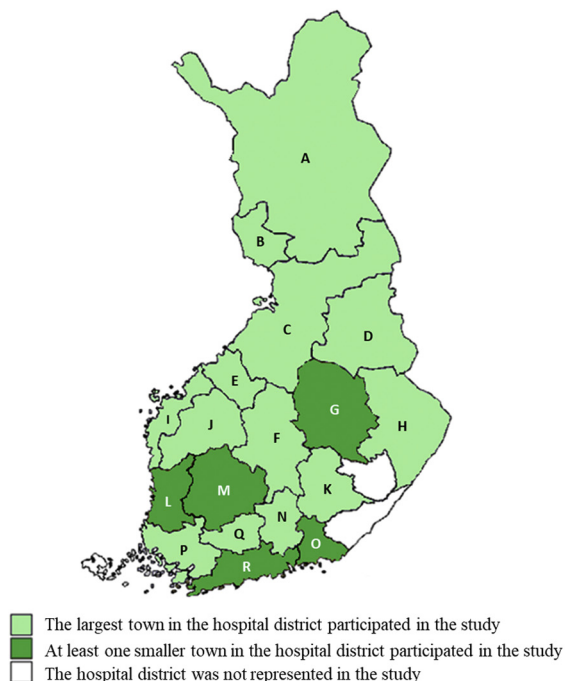 A
B
C
D
E
G
H
I
J
F
K
L
M
N
Q
O
P
R
The largest town in the hospital district participated in the study
At least one smaller town in the hospital district participated in the study
The hospital district was not represented in the study